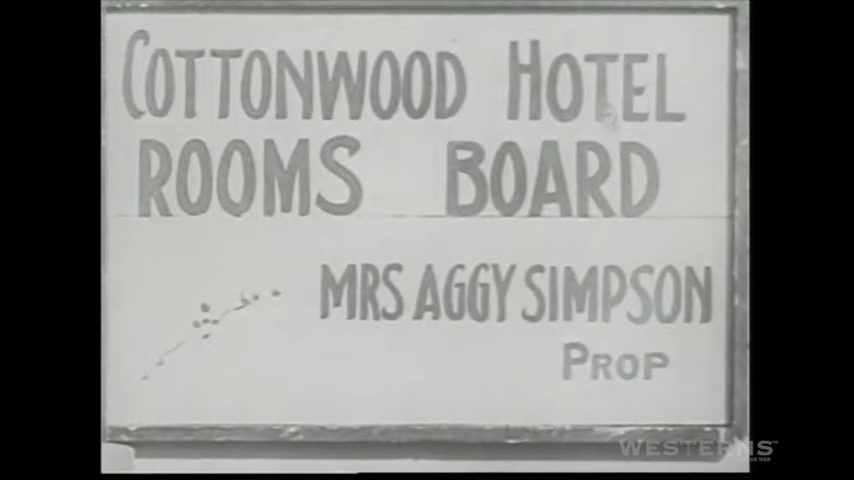 COTTONWOOD HOTEL
ROOMS BOARD
MRS AGGY SIMPSON
PROP
WESTERNS